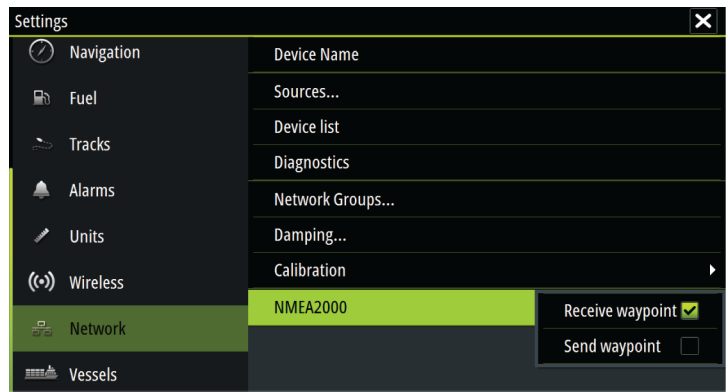 Settings
Navigation
Fuel
Tracks
Alarms
Units
Wireless
Network
Vessels
Device Name
Sources...
Device list
Diagnostics
Network Groups...
Damping...
Calibration
NMEA2000
Receive waypoint
Send waypoint